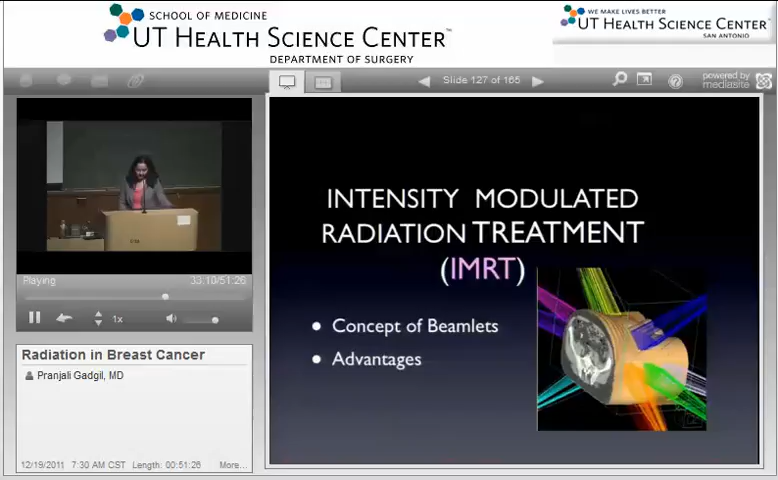 SCHOOL OF MEDICINE
UT HEALTH SCIENCE CENTER™
DEPARTMENT OF SURGERY
WE MAKE LIVES BETTER
UT HEALTH SCIENCE CENTER™
SAN ANTONIO
Slide 127 of 165
powered by
mediasite
INTENSITY MODULATED
RADIATION TREATMENT
(IMRT)
• Concept of Beamlets
• Advantages
Playing
33:10/51:26
1x
Radiation in Breast Cancer
Pranjali Gadgil, MD
12/19/2011 7:30 AM CST Length: 00:51:26 More...